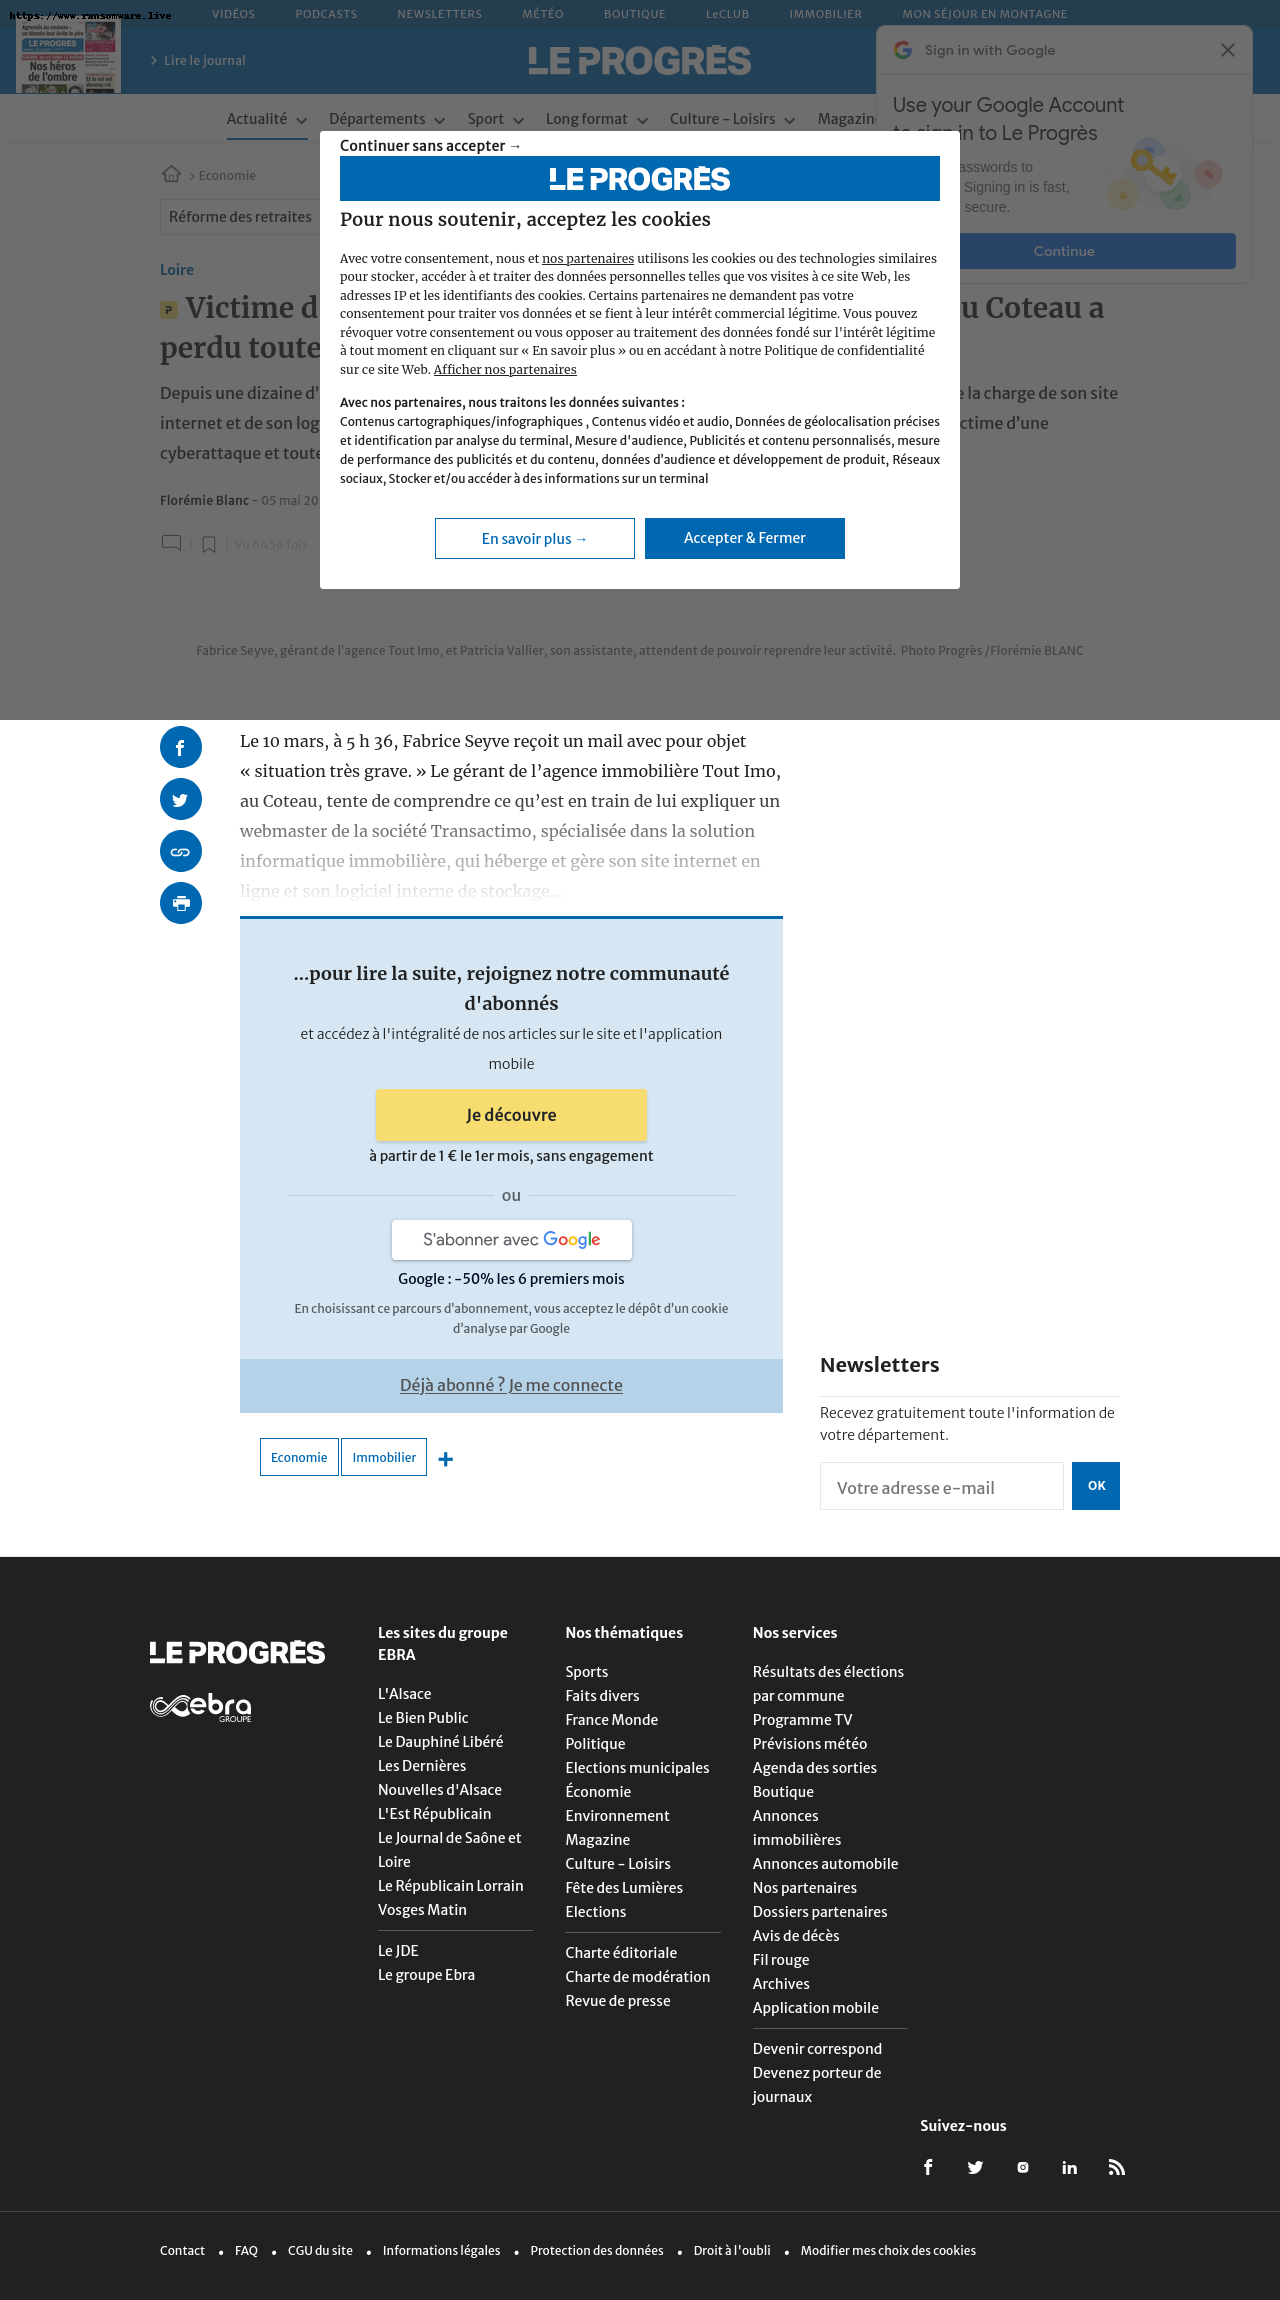 https://www.ransomware.live
VIDÉOS PODCASTS NEWSLETTERS MÉTÉO BOUTIQUE LeCLUB IMMOBILIER MON SÉJOUR EN MONTAGNE
Nos héros
de l'ombre
Lire le journal
LE PROGRÈS
Sign in with Google
Use your Google Account
to sign in to Le Progrès
asswords to
Signing in is fast,
secure.
Continue
Actualité Départements Sport Long format Culture - Loisirs Magazine
Economie
Réforme des retraites
Loire
Victime d
u Coteau a
perdu toute
Depuis une dizaine d'
e la charge de son site
internet et de son log
ctime d'une
cyberattaque et toute
Florémie Blanc - 05 mai 20
| | Vu 6456 fois
Continuer sans accepter →
LE PROGRÈS
Pour nous soutenir, acceptez les cookies
Avec votre consentement, nous et nos partenaires utilisons les cookies ou des technologies similaires
pour stocker, accéder à et traiter des données personnelles telles que vos visites à ce site Web, les
adresses IP et les identifiants des cookies. Certains partenaires ne demandent pas votre
consentement pour traiter vos données et se fient à leur intérêt commercial légitime. Vous pouvez
révoquer votre consentement ou vous opposer au traitement des données fondé sur l'intérêt légitime
à tout moment en cliquant sur « En savoir plus » ou en accédant à notre Politique de confidentialité
sur ce site Web. Afficher nos partenaires
Avec nos partenaires, nous traitons les données suivantes :
Contenus cartographiques/infographiques , Contenus vidéo et audio, Données de géolocalisation précises
et identification par analyse du terminal, Mesure d'audience, Publicités et contenu personnalisés, mesure
de performance des publicités et du contenu, données d'audience et développement de produit, Réseaux
sociaux, Stocker et/ou accéder à des informations sur un terminal
En savoir plus → Accepter & Fermer
Fabrice Seyve, gérant de l'agence Tout Imo, et Patricia Vallier, son assistante, attendent de pouvoir reprendre leur activité. Photo Progrès /Florémie BLANC
Le 10 mars, à 5 h 36, Fabrice Seyve reçoit un mail avec pour objet
« situation très grave. » Le gérant de l'agence immobilière Tout Imo,
au Coteau, tente de comprendre ce qu'est en train de lui expliquer un
webmaster de la société Transactimo, spécialisée dans la solution
informatique immobilière, qui héberge et gère son site internet en
ligne et son logiciel interne de stockage...
...pour lire la suite, rejoignez notre communauté
d'abonnés
et accédez à l'intégralité de nos articles sur le site et l'application
mobile
Je découvre
à partir de 1 € le 1er mois, sans engagement
ou
S'abonner avec Google
Google : -50% les 6 premiers mois
En choisissant ce parcours d'abonnement, vous acceptez le dépôt d'un cookie
d'analyse par Google
Déjà abonné ? Je me connecte
Economie Immobilier +
Newsletters
Recevez gratuitement toute l'information de
votre département.
Votre adresse e-mail OK
LE PROGRÈS
ebra
GROUPE
Les sites du groupe
EBRA
L'Alsace
Le Bien Public
Le Dauphiné Libéré
Les Dernières
Nouvelles d'Alsace
L'Est Républicain
Le Journal de Saône et
Loire
Le Républicain Lorrain
Vosges Matin
Le JDE
Le groupe Ebra
Nos thématiques
Sports
Faits divers
France Monde
Politique
Elections municipales
Économie
Environnement
Magazine
Culture - Loisirs
Fête des Lumières
Elections
Charte éditoriale
Charte de modération
Revue de presse
Nos services
Résultats des élections
par commune
Programme TV
Prévisions météo
Agenda des sorties
Boutique
Annonces
immobilières
Annonces automobile
Nos partenaires
Dossiers partenaires
Avis de décès
Fil rouge
Archives
Application mobile
Devenir correspond
Devenez porteur de
journaux
Suivez-nous
Contact • FAQ • CGU du site • Informations légales • Protection des données • Droit à l'oubli • Modifier mes choix des cookies